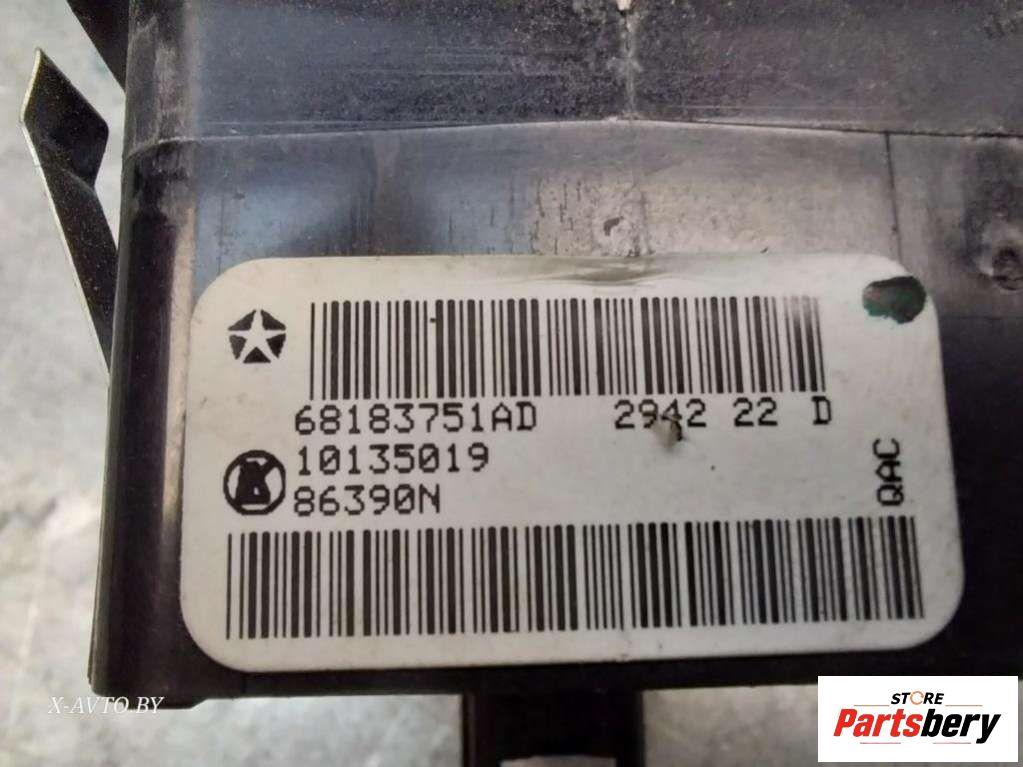 68183751AD 2942 22 D
10135019
86390N
QAC
X-AVTO.BY
STORE
Partsbery